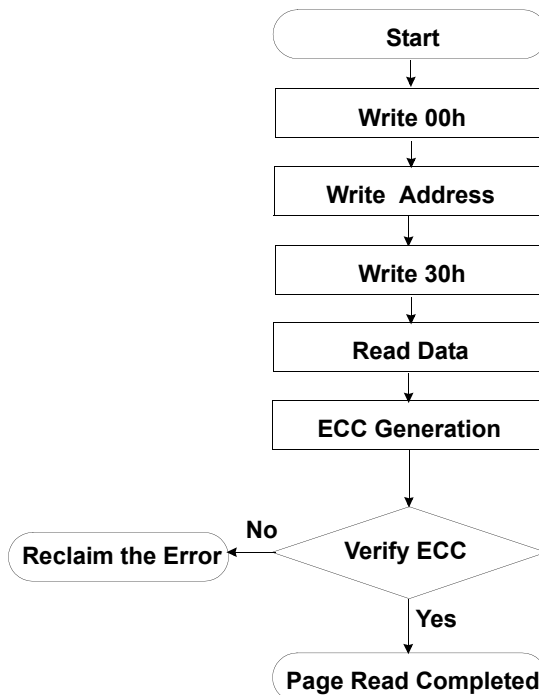 Start
Write 00h
Write Address
Write 30h
Read Data
ECC Generation
No
Reclaim the Error
Verify ECC
Yes
Page Read Completed